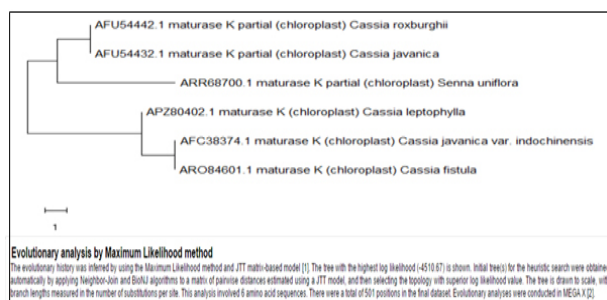 AFU54442.1 maturase K partial (chloroplast) Cassia roxburghii
AFU54432.1 maturase K partial (chloroplast) Cassia javanica
ARR68700.1 maturase K partial (chloroplast) Senna uniflora
APZ80402.1 maturase K (chloroplast) Cassia leptophylla
AFC38374.1 maturase K (chloroplast) Cassia javanica var. indochinensis
ARO84601.1 maturase K (chloroplast) Cassia fistula
1
Evolutionary analysis by Maximum Likelihood method
The evolutionary history was inferred by using the Maximum Likelihood method and JTT matrix-based model [1]. The tree with the highest log likelihood (-4510.67) is shown. Initial tree(s) for the heuristic search were obtaine
automatically by applying Neighbor-Join and BioNJ algorithms to a matrix of pairwise distances estimated using a JTT model, and then selecting the topology with superior log likelihood value. The tree is drawn to scale, wi
branch lengths measured in the number of substitutions per site. This analysis involved 6 amino acid sequences. There were a total of 501 positions in the final dataset. Evolutionary analyses were conducted in MEGA X [2].